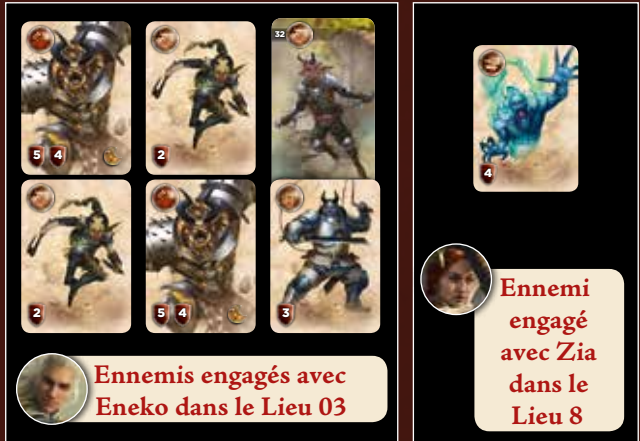 32
5 4
2
2
5 4
3
Ennemis engagés avec
Eneko dans le Lieu 03
4
Ennemi
engagé
avec Zia
dans le
Lieu 8